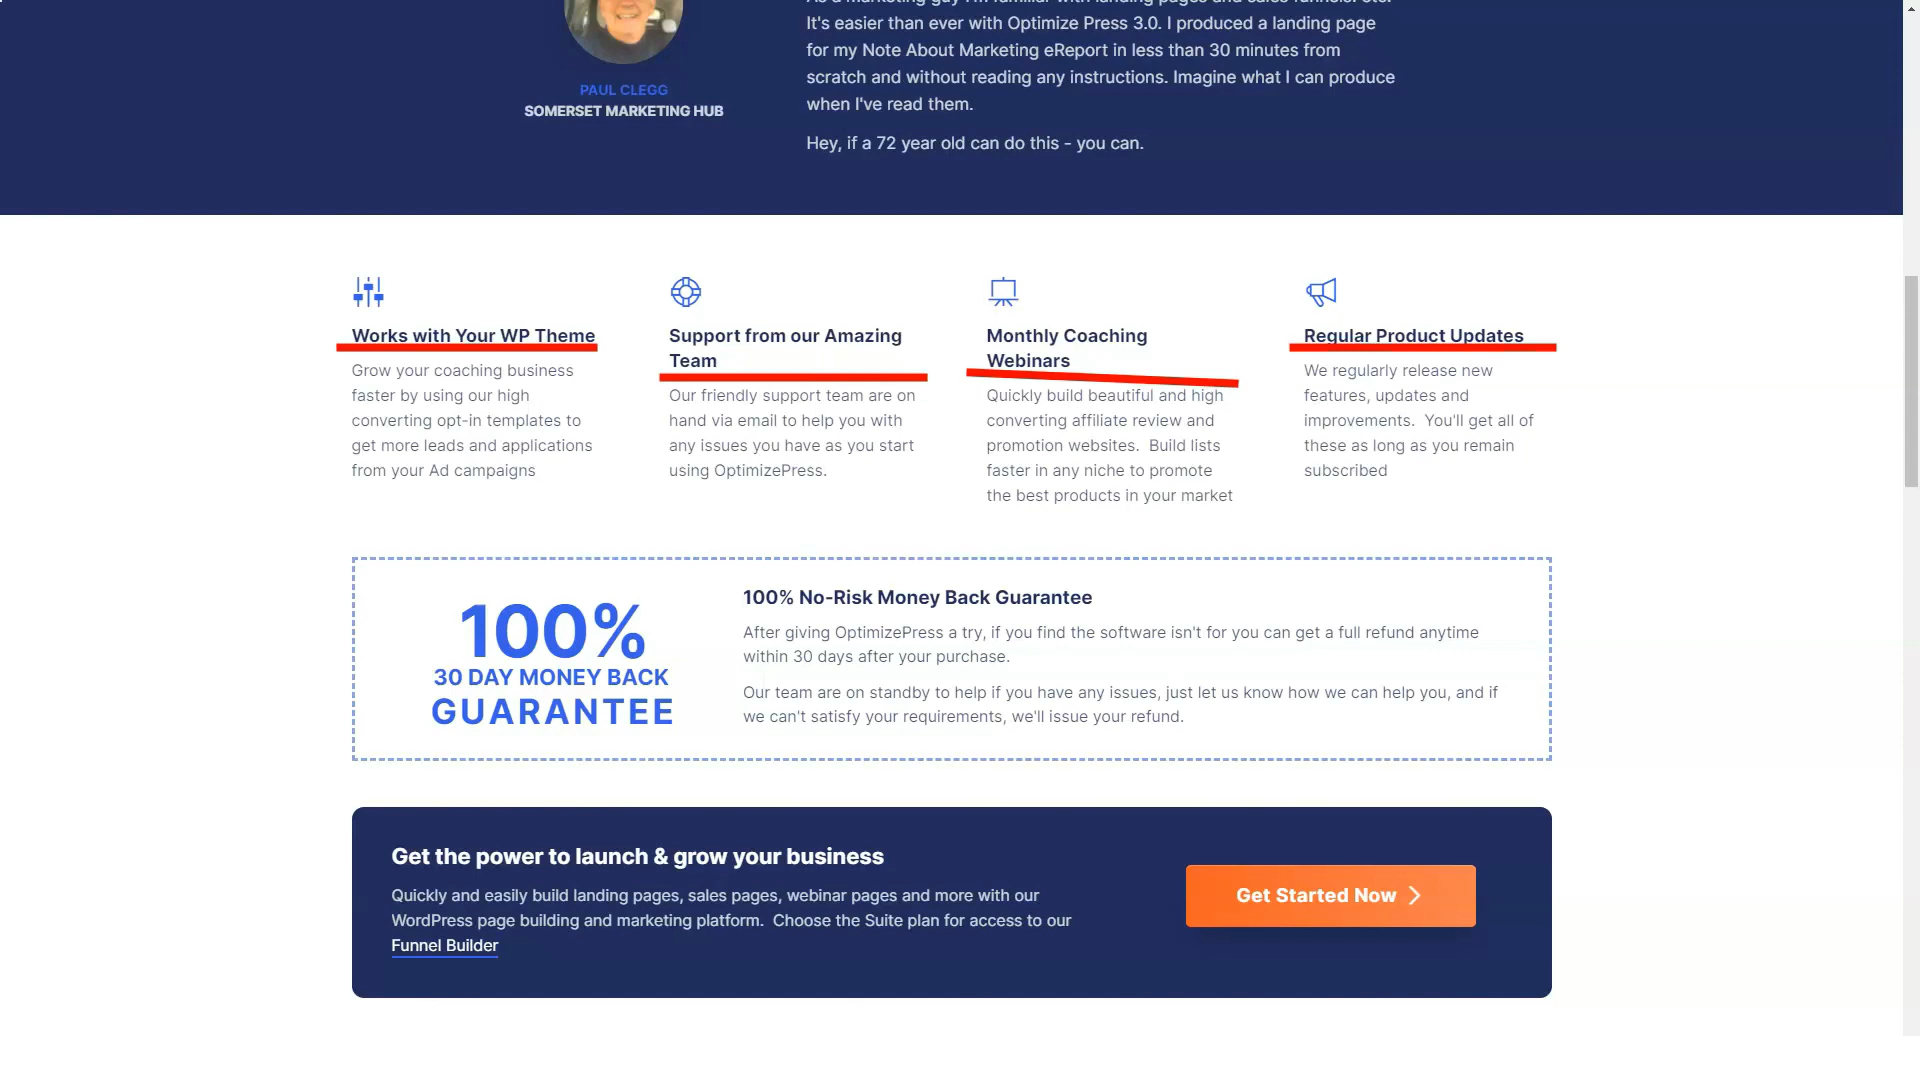 As a marketing guy I'm familiar with landing pages and sales funnels. etc.
It's easier than ever with Optimize Press 3.0. I produced a landing page
for my Note About Marketing eReport in less than 30 minutes from
scratch and without reading any instructions. Imagine what I can produce
when I've read them.
Hey, if a 72 year old can do this - you can.
PAUL CLEGG
SOMERSET MARKETING HUB
Works with Your WP Theme
Grow your coaching business
faster by using our high
converting opt-in templates to
get more leads and applications
from your Ad campaigns
Support from our Amazing
Team
Our friendly support team are on
hand via email to help you with
any issues you have as you start
using OptimizePress.
Monthly Coaching
Webinars
Quickly build beautiful and high
converting affiliate review and
promotion websites.  Build lists
faster in any niche to promote
the best products in your market
Regular Product Updates
We regularly release new
features, updates and
improvements.  You'll get all of
these as long as you remain
subscribed
100%
30 DAY MONEY BACK
GUARANTEE
100% No-Risk Money Back Guarantee
After giving OptimizePress a try, if you find the software isn't for you can get a full refund anytime
within 30 days after your purchase.
Our team are on standby to help if you have any issues, just let us know how we can help you, and if
we can't satisfy your requirements, we'll issue your refund.
Get the power to launch & grow your business
Quickly and easily build landing pages, sales pages, webinar pages and more with our
WordPress page building and marketing platform.  Choose the Suite plan for access to our
Funnel Builder
Get Started Now